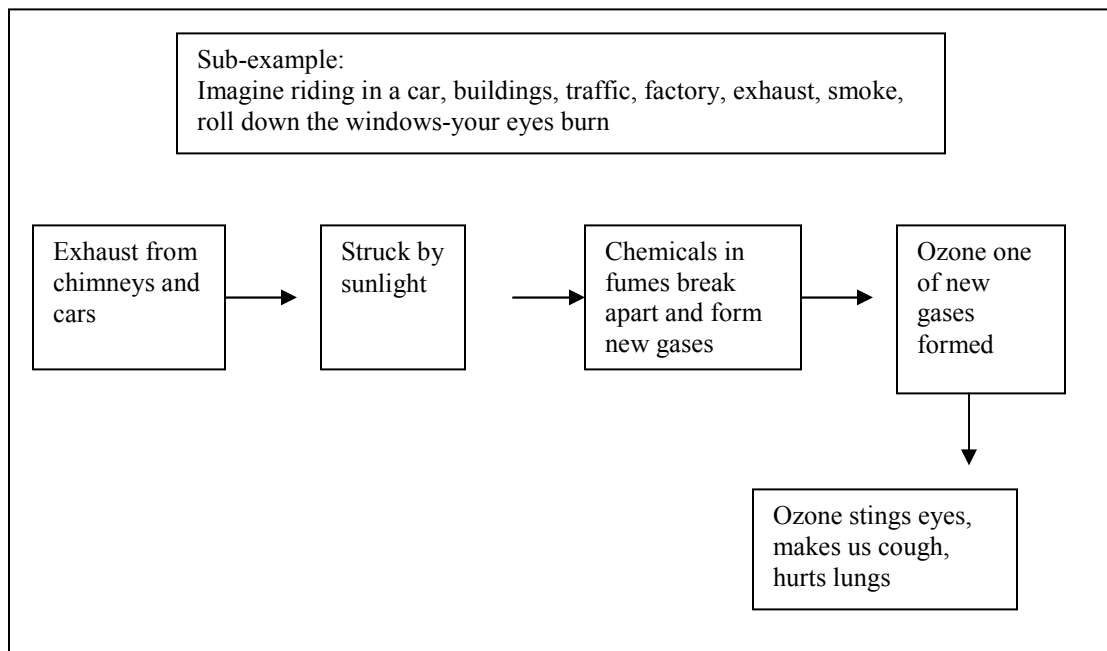 Sub-example:
Imagine riding in a car, buildings, traffic, factory, exhaust, smoke,
roll down the windows-your eyes burn
Exhaust from
chimneys and
cars
Struck by
sunlight
Chemicals in
fumes break
apart and form
new gases
Ozone one
of new
gases
formed
Ozone stings eyes,
makes us cough,
hurts lungs